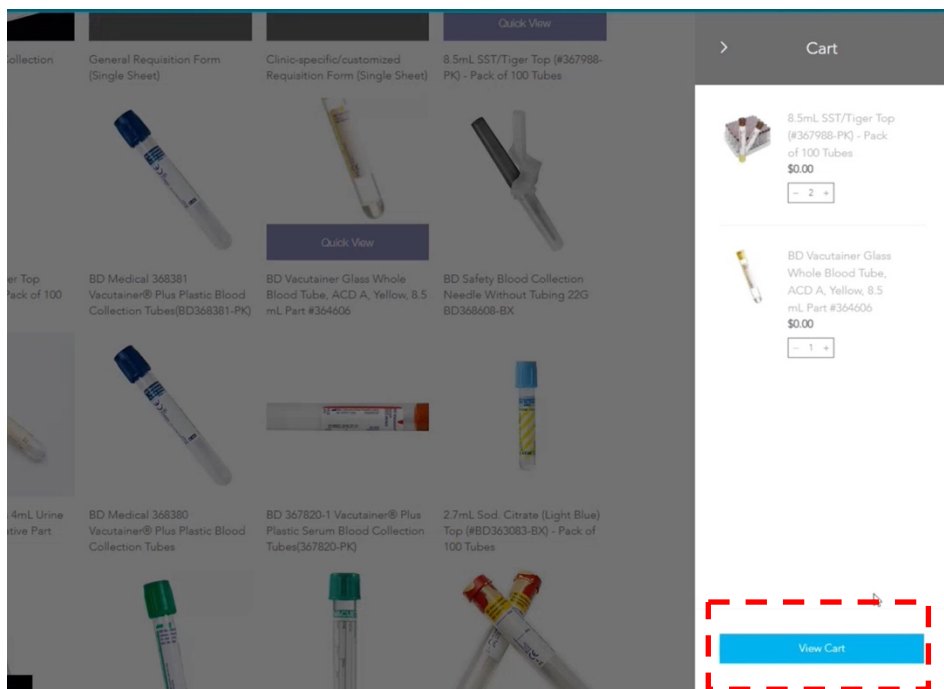 Quick View
ollection
General Requisition Form
(Single Sheet)
Clinic-specific/customized
Requisition Form (Single Sheet)
8.5mL SST/Tiger Top (#367988-
PK) - Pack of 100 Tubes
Quick View
er Top
Pack of 100
BD Medical 368381
Vacutainer® Plus Plastic Blood
Collection Tubes(BD368381-PK)
BD Vacutainer Glass Whole
Blood Tube, ACD A, Yellow, 8.5
mL Part #364606
BD Safety Blood Collection
Needle Without Tubing 22G
BD368608-BX
4mL Urine
ative Part
BD Medical 368380
Vacutainer® Plus Plastic Blood
Collection Tubes
BD 367820-1 Vacutainer® Plus
Plastic Serum Blood Collection
Tubes(367820-PK)
2.7mL Sod. Citrate (Light Blue)
Top (#BD363083-BX) - Pack of
100 Tubes
> Cart
8.5mL SST/Tiger Top
(#367988-PK) - Pack
of 100 Tubes
$0.00
- 2 +
BD Vacutainer Glass
Whole Blood Tube,
ACD A, Yellow, 8.5
mL Part #364606
$0.00
- 1 +
View Cart